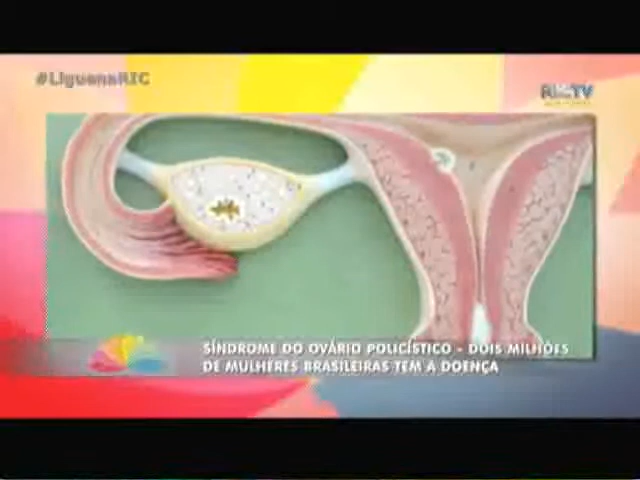 #LiguenaRIC
RICTV
SÍNDROME DO OVÁRIO POLICÍSTICO - DOIS MILHÕES
DE MULHERES BRASILEIRAS TEM A DOENÇA